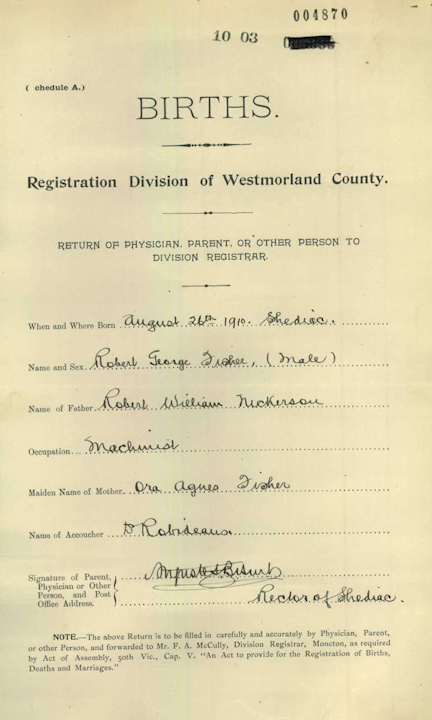 004870
10 03
( chedule A.)
BIRTHS.
Registration Division of Westmorland County.
RETURN OF PHYSICIAN, PARENT, OR OTHER PERSON TO
DIVISION REGISTRAR.
When and Where Born August 26th 1910. Shediac.
Name and Sex Robert George Fisher, (Male)
Name of Father Robert William Nickerson
Occupation Machinist
Maiden Name of Mother Ora Agnes Fisher
Name of Accoucher Dr Robideaux
Signature of Parent,
Physician or Other
Person, and Post
Office Address.
Rector of Shediac.
NOTE.—The above Return is to be filled in carefully and accurately by Physician, Parent,
or other Person, and forwarded to Mr. F. A. McCully, Division Registrar, Moncton, as required
by Act of Assembly, 50th Vic., Cap. V. "An Act to provide for the Registration of Births,
Deaths and Marriages."